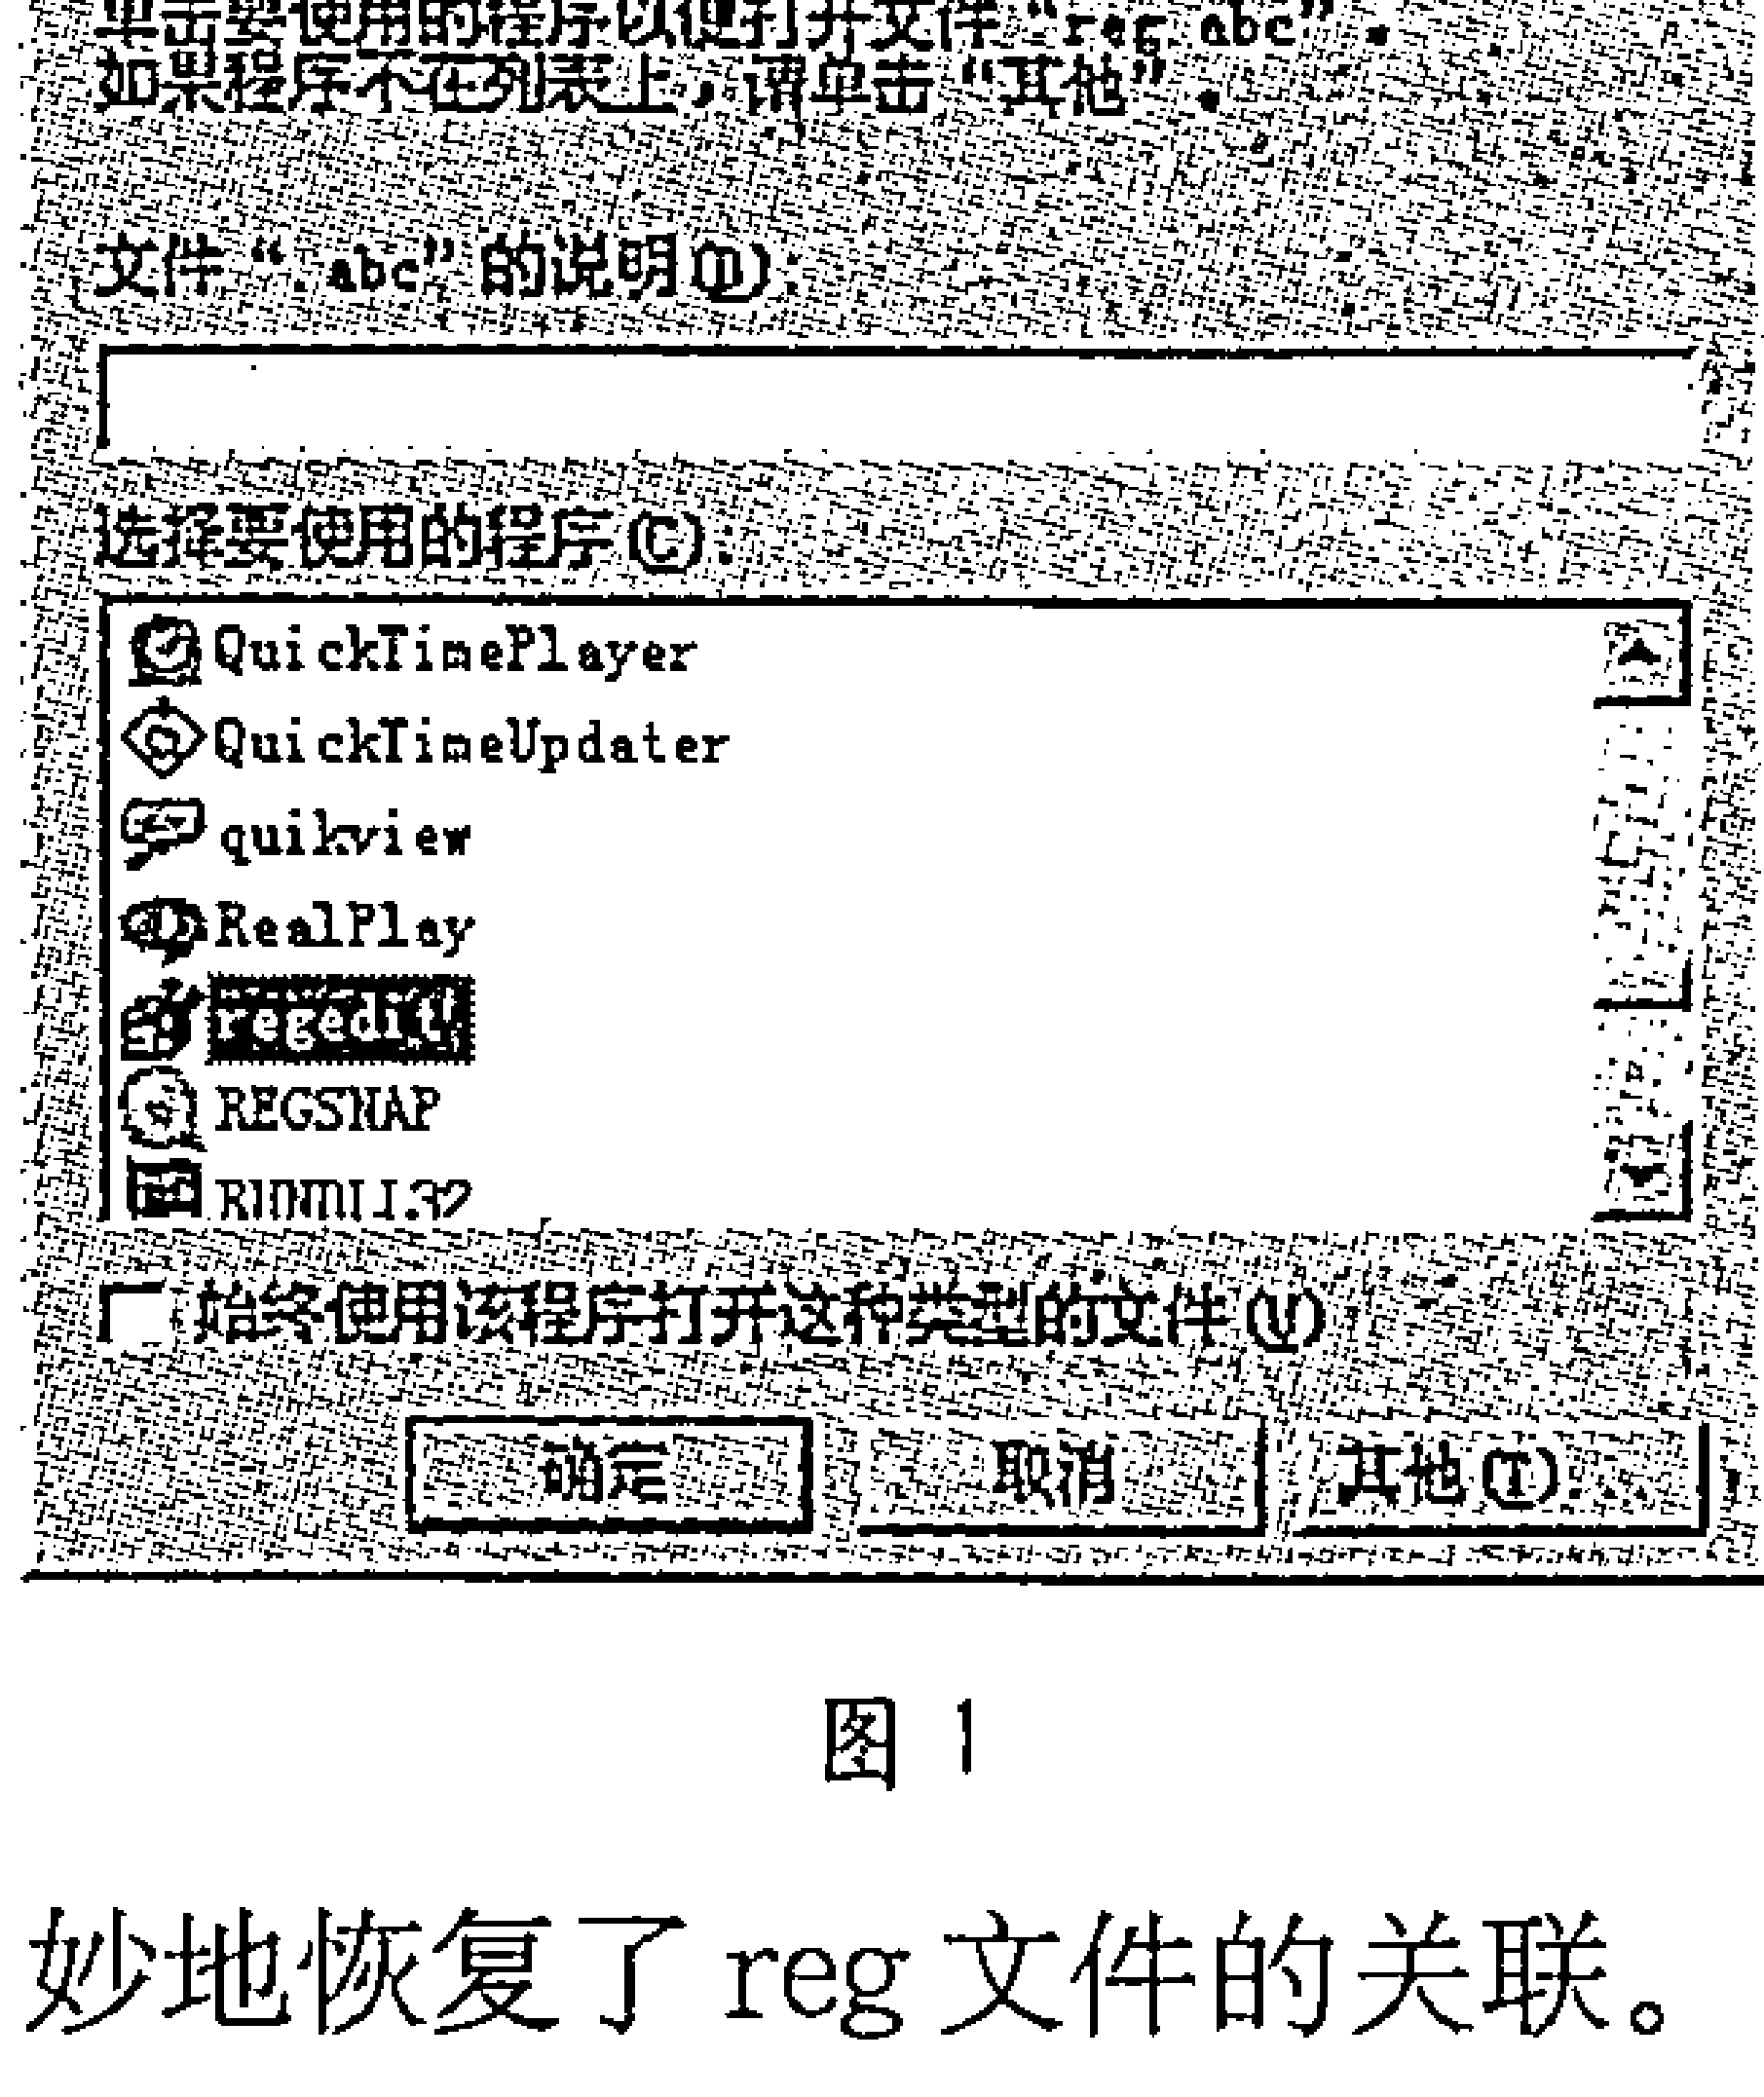 单击要使用的程序以便打开文件“reg.abc”.
如果程序不在列表上,请单击“其他”.
文件“.abc”的说明(D):
选择要使用的程序(C):
QuickTimePlayer
QuickTimeUpdater
quikview
RealPlay
regedit
REGSNAP
RUNDLL32
始终使用该程序打开这种类型的文件(U)
确定
取消
其他(T)...
图 1
妙地恢复了 reg 文件的关联。